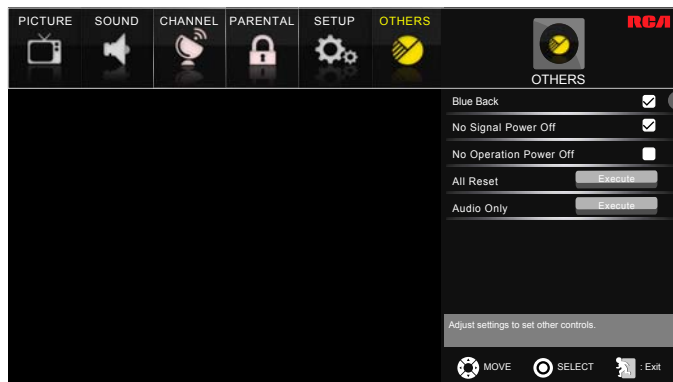 PICTURE SOUND CHANNEL PARENTAL SETUP OTHERS
RCA
OTHERS
Blue Back
No Signal Power Off
No Operation Power Off
All Reset Execute
Audio Only Execute
Adjust settings to set other controls.
MOVE SELECT : Exit